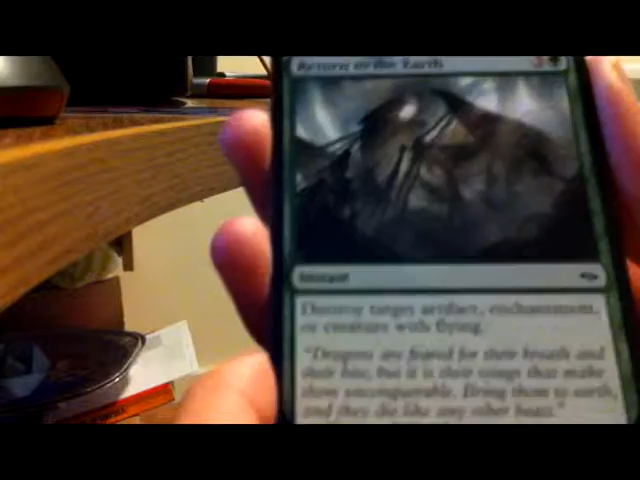 Return to the Earth 3
Instant
Destroy target artifact, enchantment,
or creature with flying.
"Dragons are feared for their breath and
their bite, but it is their wings that make
them unconquerable. Bring them to earth,
and they die like any other beast."